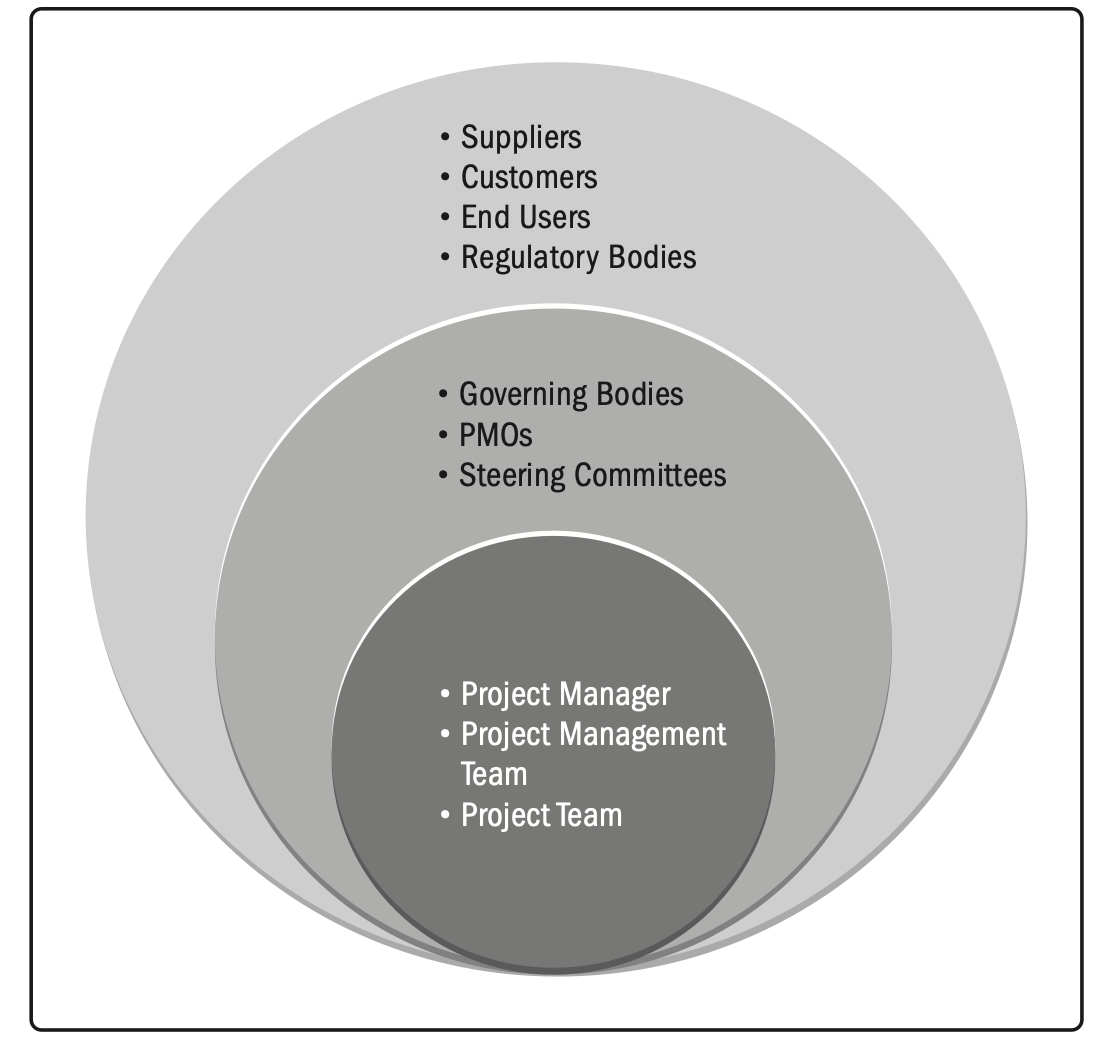 • Suppliers
• Customers
• End Users
• Regulatory Bodies
• Governing Bodies
• PMOs
• Steering Committees
• Project Manager
• Project Management
Team
• Project Team